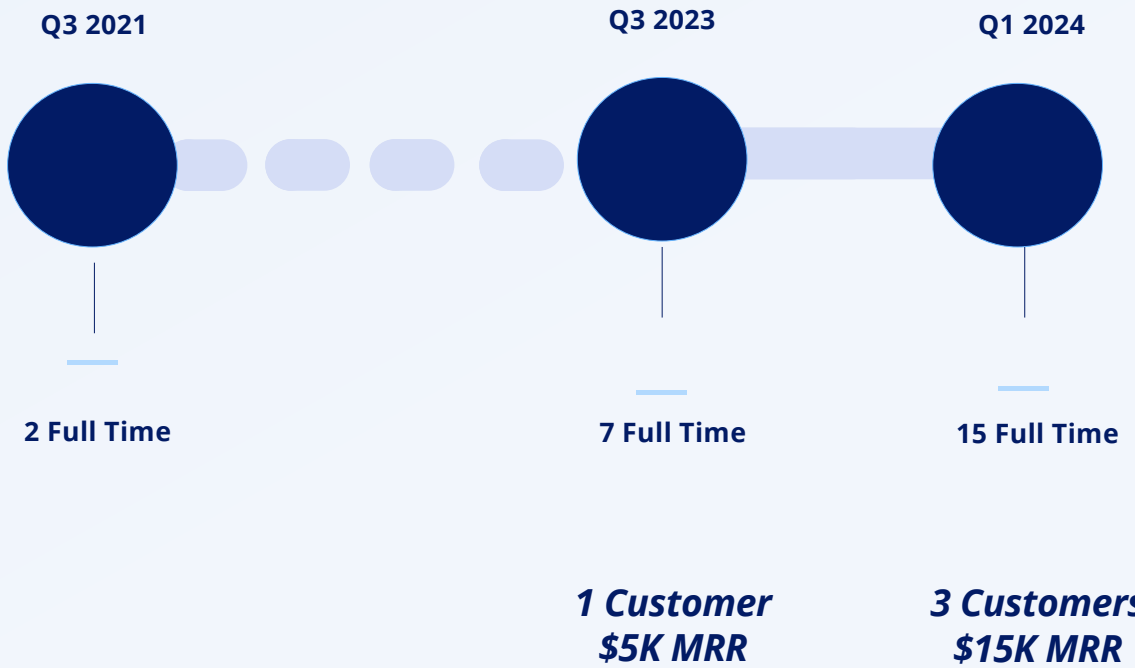 Q3 2021
Q3 2023
Q1 2024
2 Full Time
7 Full Time
15 Full Time
1 Customer
$5K MRR
3 Customers
$15K MRR